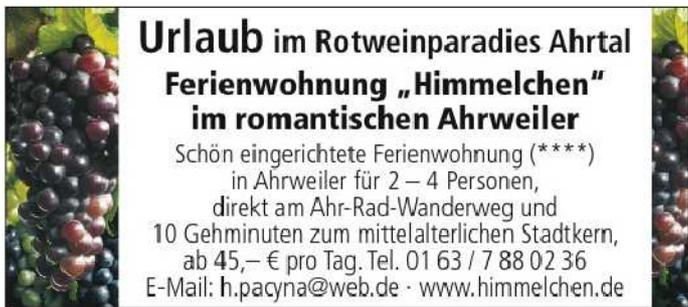 Urlaub im Rotweinparadies Ahrtal
Ferienwohnung „Himmelchen“
im romantischen Ahrweiler
Schön eingerichtete Ferienwohnung (****)
in Ahrweiler für 2 – 4 Personen,
direkt am Ahr-Rad-Wanderweg und
10 Gehminuten zum mittelalterlichen Stadtkern,
ab 45,– € pro Tag. Tel. 01 63 / 7 88 02 36
E-Mail: h.pacyna@web.de · www.himmelchen.de